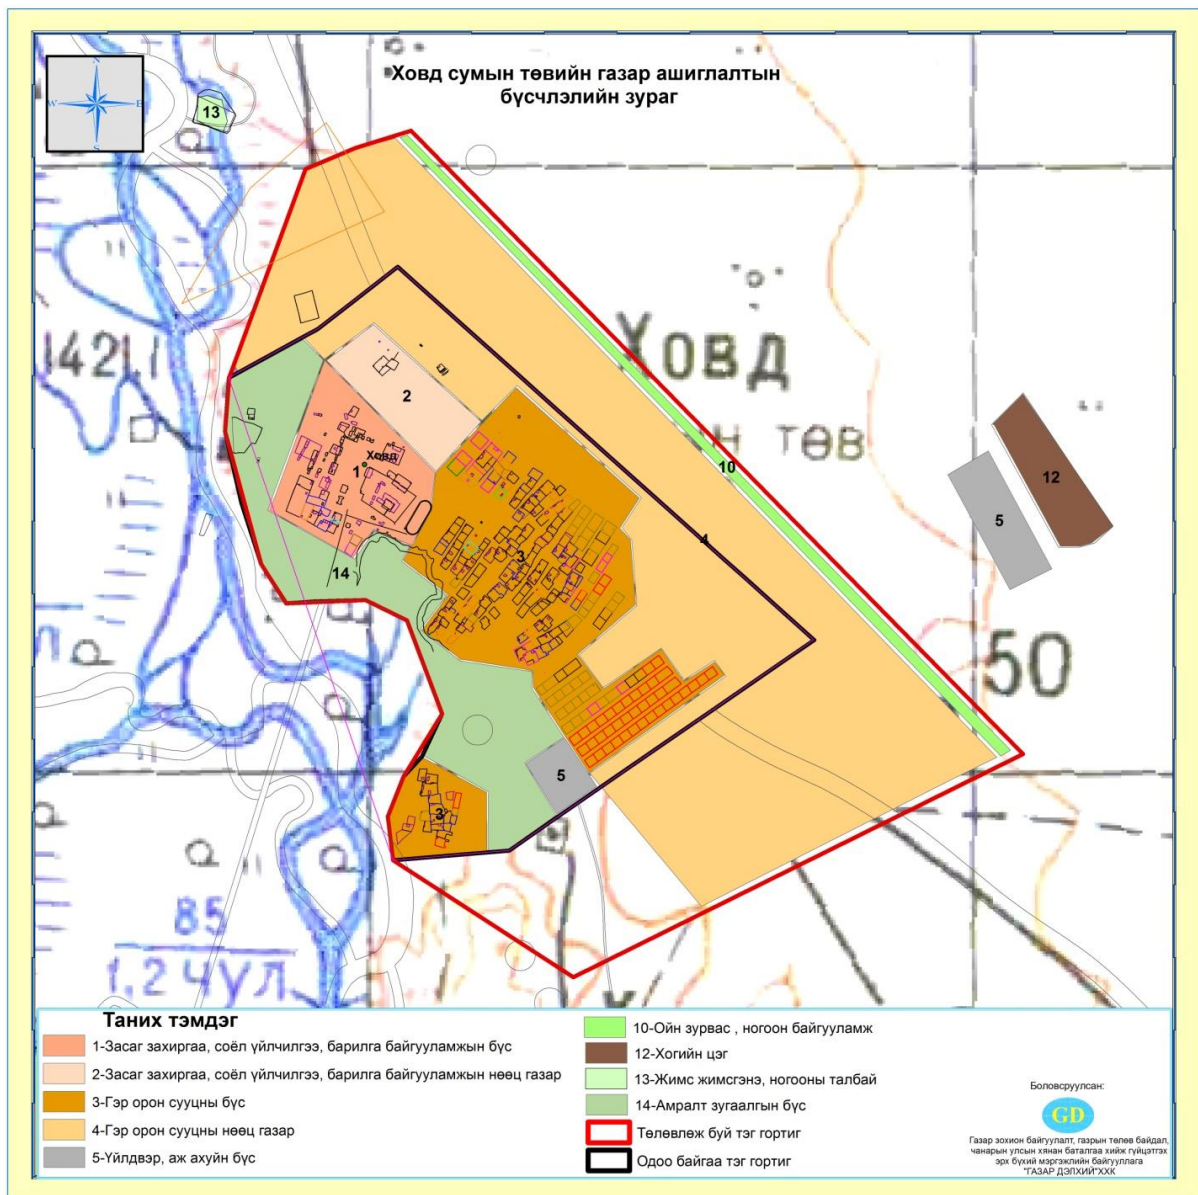 Ховд сумын төвийн газар ашиглалтын
бүсчлэлийн зураг
N
W
E
S
13
1421,1
Ховд
ТӨВ
2
Ховд
1
10
12
5
4
3
14
50
5
3
85
1,2 ЧУЛ
Таних тэмдэг
1-Засаг захиргаа, соёл үйлчилгээ, барилга байгууламжын бүс
2-Засаг захиргаа, соёл үйлчилгээ, барилга байгууламжын нөөц газар
3-Гэр орон сууцны бүс
4-Гэр орон сууцны нөөц газар
5-Үйлдвэр, аж ахуйн бүс
10-Ойн зурвас , ногоон байгууламж
12-Хогийн цэг
13-Жимс жимсгэнэ, ногооны талбай
14-Амралт зугаалгын бүс
Төлөвлөж буй тэг гортиг
Одоо байгаа тэг гортиг
Боловсруулсан:
GD
Газар зохион байгуулалт, газрын төлөв байдал,
чанарын улсын хянан баталгаа хийж гүйцэтгэх
эрх бүхий мэргэжлийн байгууллага
"ГАЗАР ДЭЛХИЙ"ХХК